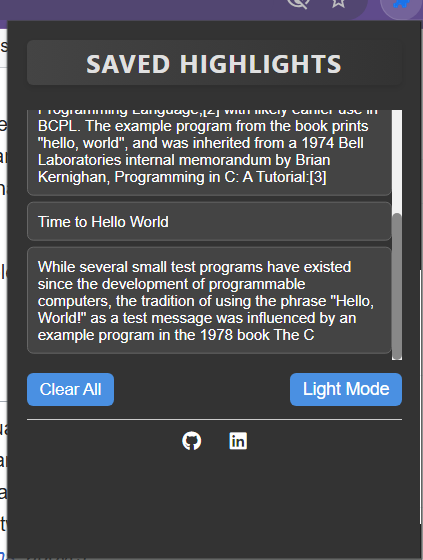 SAVED HIGHLIGHTS
Programming Language,[2] with likely earlier use in
BCPL. The example program from the book prints
"hello, world", and was inherited from a 1974 Bell
Laboratories internal memorandum by Brian
Kernighan, Programming in C: A Tutorial:[3]
Time to Hello World
While several small test programs have existed
since the development of programmable
computers, the tradition of using the phrase "Hello,
World!" as a test message was influenced by an
example program in the 1978 book The C
Clear All
Light Mode